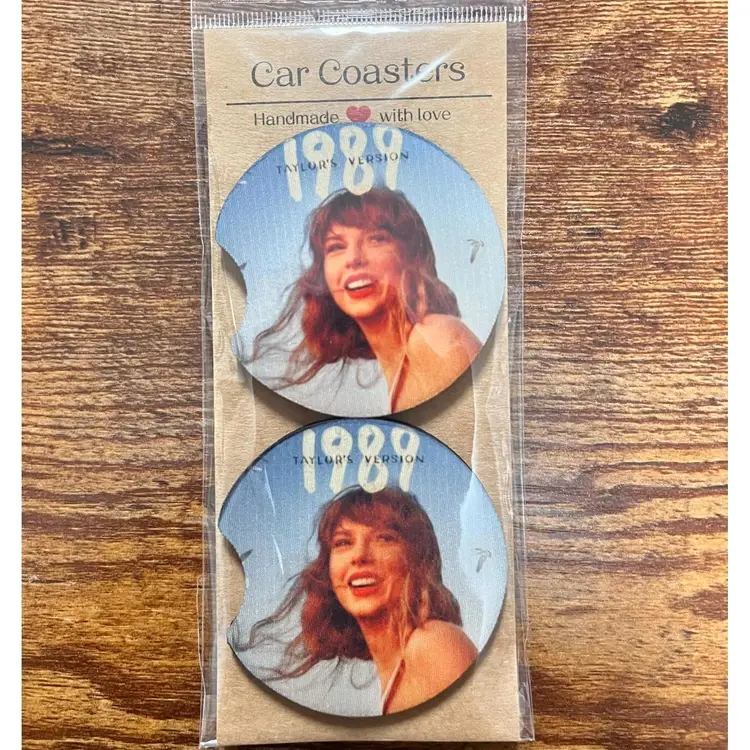 Car Coasters
Handmade with love
1989
TAYLOR'S VERSION
1989
TAYLOR'S VERSION